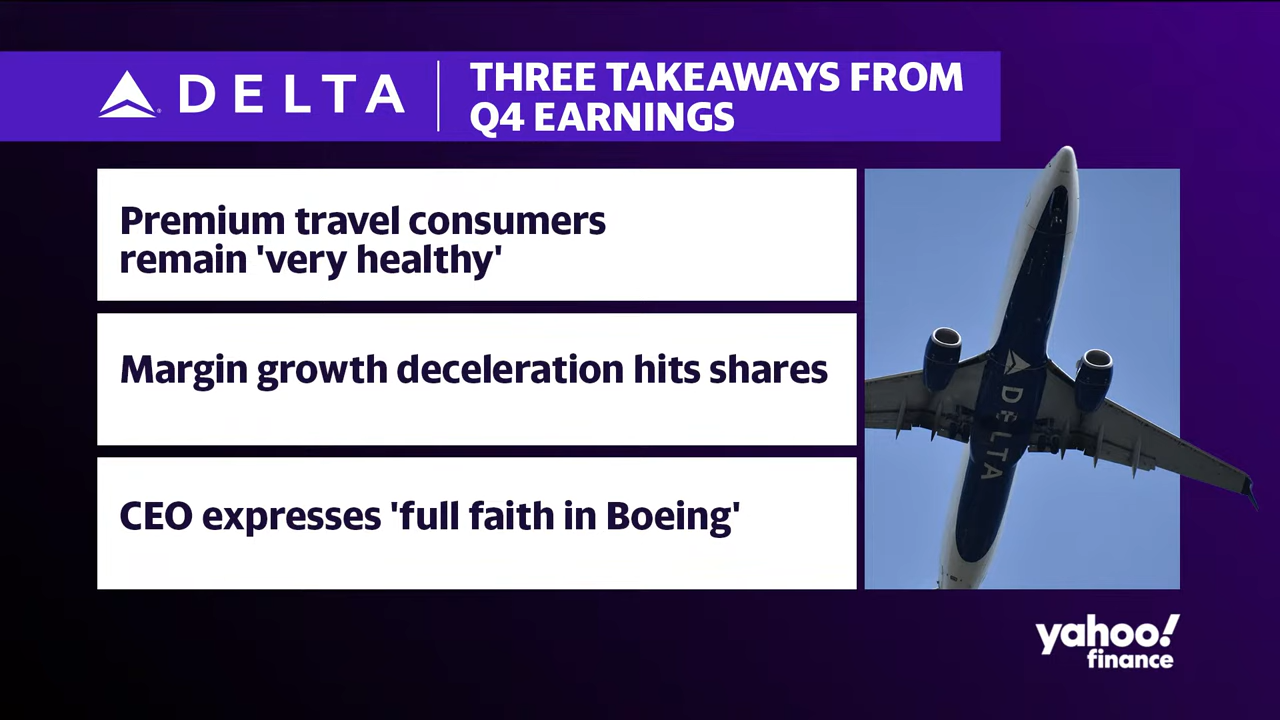 DELTA
THREE TAKEAWAYS FROM
Q4 EARNINGS
Premium travel consumers
remain 'very healthy'
Margin growth deceleration hits shares
CEO expresses 'full faith in Boeing'
DELTA
yahoo!
finance